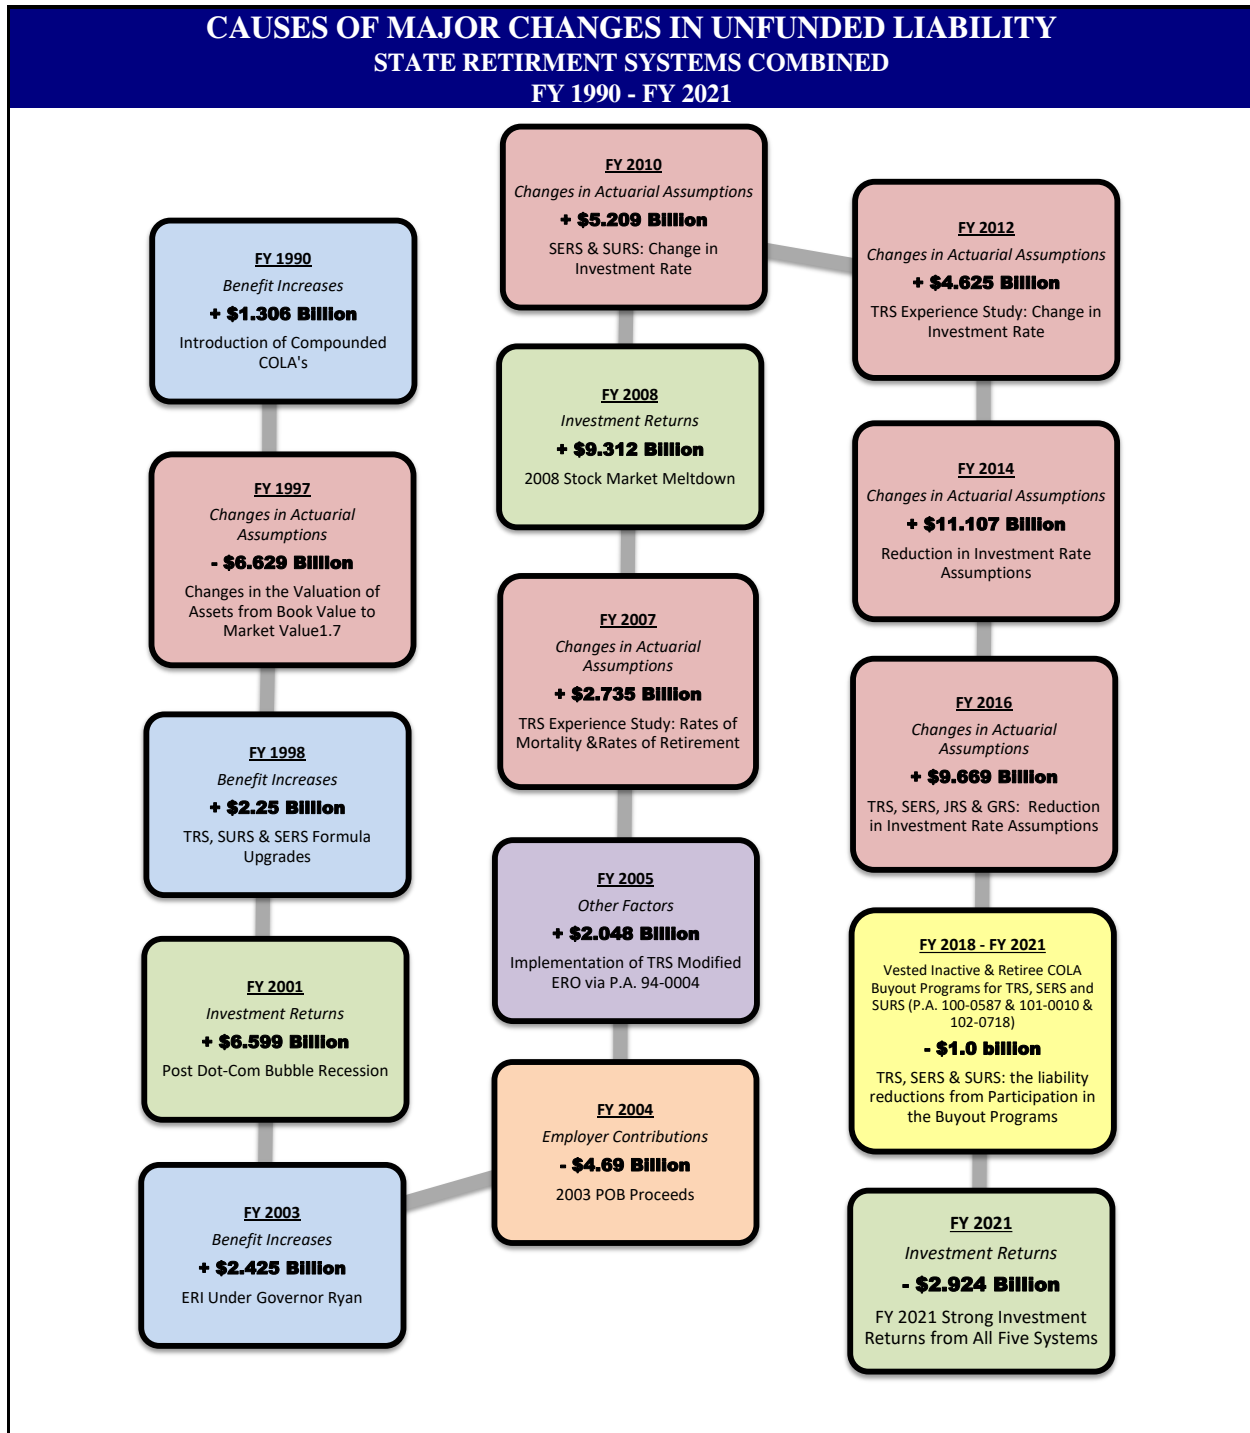 CAUSES OF MAJOR CHANGES IN UNFUNDED LIABILITY
STATE RETIRMENT SYSTEMS COMBINED
FY 1990 - FY 2021
FY 1990
Benefit Increases
+ $1.306 Billion
Introduction of Compounded
COLA's
FY 1997
Changes in Actuarial
Assumptions
- $6.629 Billion
Changes in the Valuation of
Assets from Book Value to
Market Value1.7
FY 1998
Benefit Increases
+ $2.25 Billion
TRS, SURS & SERS Formula
Upgrades
FY 2001
Investment Returns
+ $6.599 Billion
Post Dot-Com Bubble Recession
FY 2003
Benefit Increases
+ $2.425 Billion
ERI Under Governor Ryan
FY 2004
Employer Contributions
- $4.69 Billion
2003 POB Proceeds
FY 2005
Other Factors
+ $2.048 Billion
Implementation of TRS Modified
ERO via P.A. 94-0004
FY 2007
Changes in Actuarial
Assumptions
+ $2.735 Billion
TRS Experience Study: Rates of
Mortality &Rates of Retirement
FY 2008
Investment Returns
+ $9.312 Billion
2008 Stock Market Meltdown
FY 2010
Changes in Actuarial Assumptions
+ $5.209 Billion
SERS & SURS: Change in
Investment Rate
FY 2012
Changes in Actuarial Assumptions
+ $4.625 Billion
TRS Experience Study: Change in
Investment Rate
FY 2014
Changes in Actuarial Assumptions
+ $11.107 Billion
Reduction in Investment Rate
Assumptions
FY 2016
Changes in Actuarial
Assumptions
+ $9.669 Billion
TRS, SERS, JRS & GRS:  Reduction
in Investment Rate Assumptions
FY 2018 - FY 2021
Vested Inactive & Retiree COLA
Buyout Programs for TRS, SERS and
SURS (P.A. 100-0587 & 101-0010 &
102-0718)
- $1.0 billion
TRS, SERS & SURS: the liability
reductions from Participation in
the Buyout Programs
FY 2021
Investment Returns
- $2.924 Billion
FY 2021 Strong Investment
Returns from All Five Systems